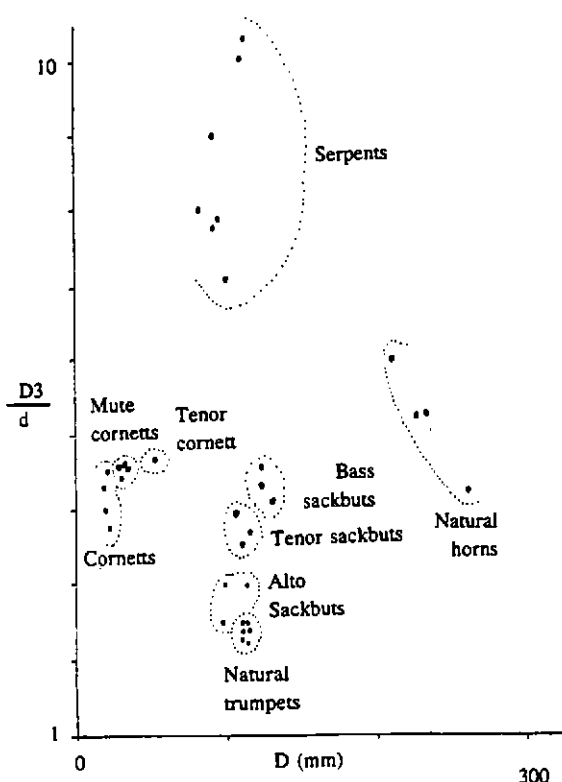 10
Serpents
D3
d
Mute
cornetts
Tenor
cornett
Bass
sackbuts
Natural
horns
Tenor sackbuts
Cornetts
Alto
Sackbuts
Natural
trumpets
1
0
D (mm)
300